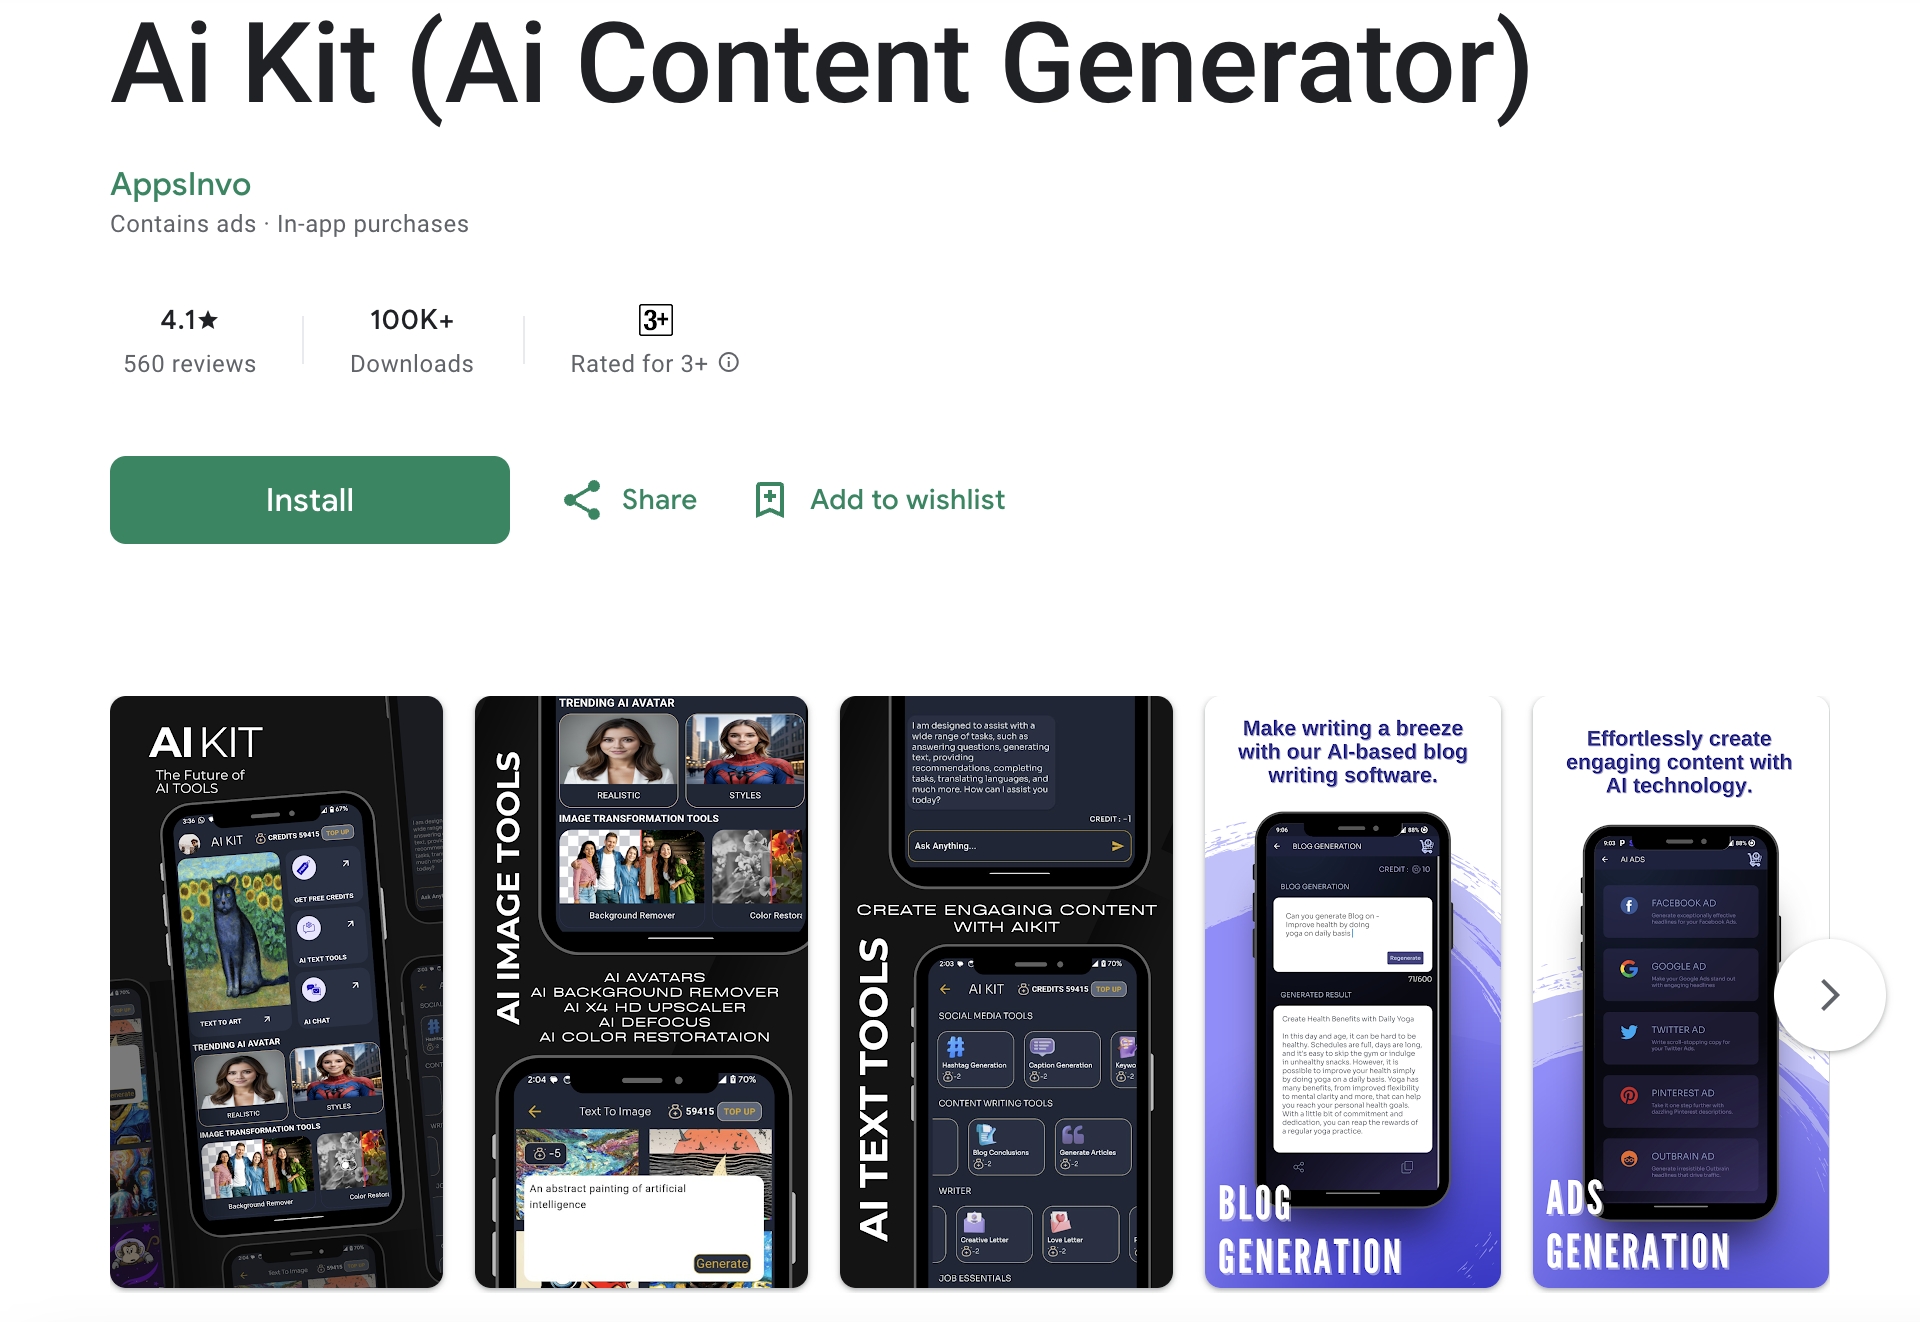 Ai Kit (Ai Content Generator)
AppsInvo
Contains ads · In-app purchases
4.1★
560 reviews
100K+
Downloads
3+
Rated for 3+
Install
Share
Add to wishlist
AI KIT
The Future of
AI TOOLS
3:36
67%
AI KIT
CREDITS 59415
TOP UP
GET FREE CREDITS
AI TEXT TOOLS
TEXT TO ART
AI CHAT
TRENDING AI AVATAR
REALISTIC
STYLES
IMAGE TRANSFORMATION TOOLS
Background Remover
Color Restora
AI IMAGE TOOLS
TRENDING AI AVATAR
REALISTIC
STYLES
IMAGE TRANSFORMATION TOOLS
Background Remover
Color Restora
AI AVATARS
AI BACKGROUND REMOVER
AI X4 HD UPSCALER
AI DEFOCUS
AI COLOR RESTORATAION
2:04
70%
Text To Image
59415
TOP UP
-5
An abstract painting of artificial
intelligence
Generate
AI TEXT TOOLS
I am designed to assist with a
wide range of tasks, such as
answering questions, generating
text, providing
recommendations, completing
tasks, translating languages, and
much more. How can I assist you
today?
CREDIT : -1
Ask Anything...
CREATE ENGAGING CONTENT
WITH AIKIT
2:03
70%
AI KIT
CREDITS 59415
TOP UP
SOCIAL MEDIA TOOLS
Hashtag Generation
-2
Caption Generation
-2
Keywo
-2
CONTENT WRITING TOOLS
Blog Conclusions
-2
Generate Articles
-2
WRITER
Creative Letter
-2
Love Letter
-2
JOB ESSENTIALS
Make writing a breeze
with our AI-based blog
writing software.
9:06
88%
BLOG GENERATION
CREDIT : 10
BLOG GENERATION
Can you generate Blog on -
Improve health by doing
yoga on daily basis
Regenerate
71/600
GENERATED RESULT
Create Health Benefits with Daily Yoga
In this day and age, it can be hard to be
healthy. Schedules are full, days are long,
and it's easy to skip the gym or indulge
in unhealthy snacks. However, it is
possible to improve your health simply
by doing yoga on a daily basis. Yoga has
many benefits, from improved flexibility
to mental clarity and more, that can help
you reach your personal health goals.
With a little bit of commitment and
dedication, you can reap the rewards of
a regular yoga practice.
BLOG
GENERATION
Effortlessly create
engaging content with
AI technology.
9:03
88%
AI ADS
FACEBOOK AD
Generate exceptionally effective
headlines for your Facebook Ads.
GOOGLE AD
Make your Google Ads stand out
with engaging headlines
TWITTER AD
Write scroll-stopping copy for
your Twitter Ads.
PINTEREST AD
Take it one step further with
dazzling Pinterest descriptions.
OUTBRAIN AD
Generate irresistible Outbrain
headlines that drive traffic.
ADS
GENERATION